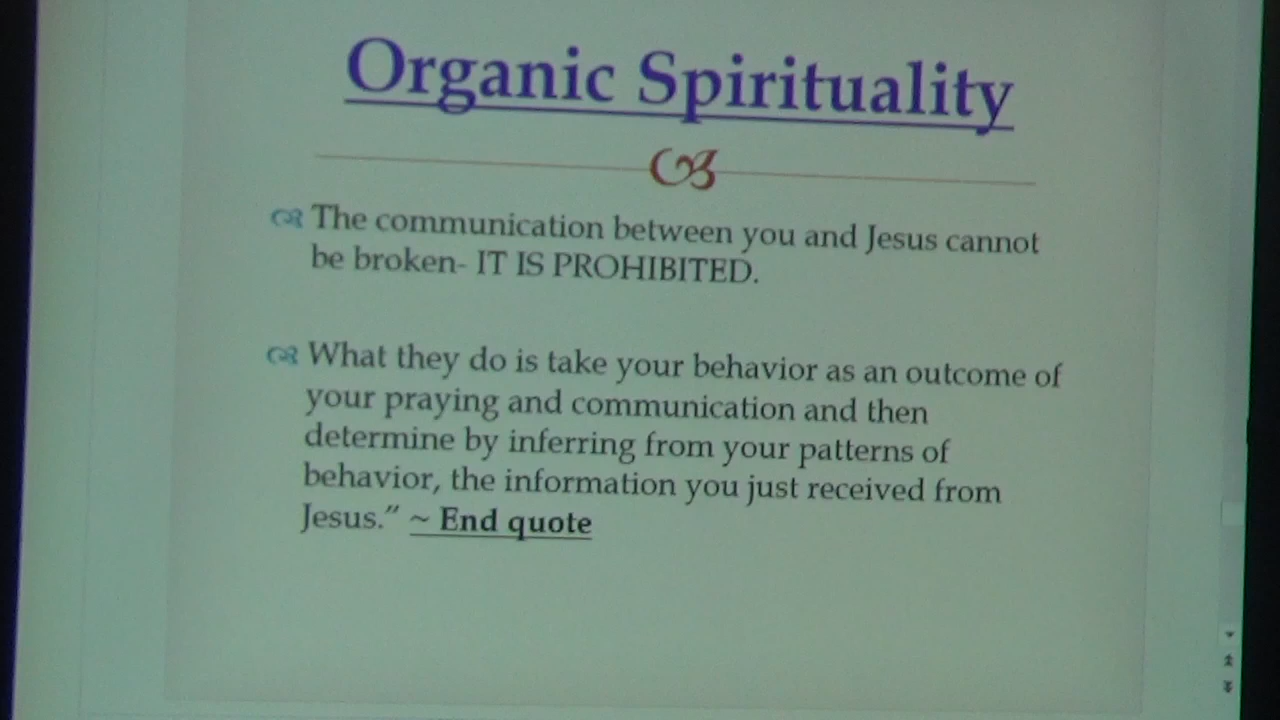 Organic Spirituality
The communication between you and Jesus cannot
be broken- IT IS PROHIBITED.
What they do is take your behavior as an outcome of
your praying and communication and then
determine by inferring from your patterns of
behavior, the information you just received from
Jesus.” ~ End quote